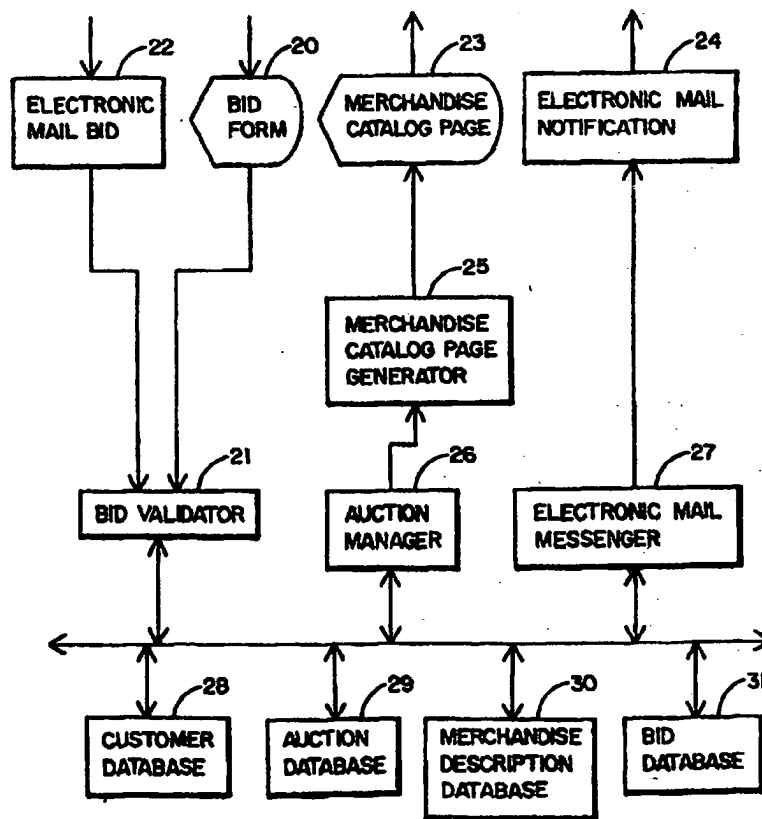 22
20
23
24
ELECTRONIC
MAIL BID
BID
FORM
MERCHANDISE
CATALOG PAGE
ELECTRONIC MAIL
NOTIFICATION
25
MERCHANDISE
CATALOG PAGE
GENERATOR
21
26
27
BID VALIDATOR
AUCTION
MANAGER
ELECTRONIC MAIL
MESSENGER
28
29
30
31
CUSTOMER
DATABASE
AUCTION
DATABASE
MERCHANDISE
DESCRIPTION
DATABASE
BID
DATABASE